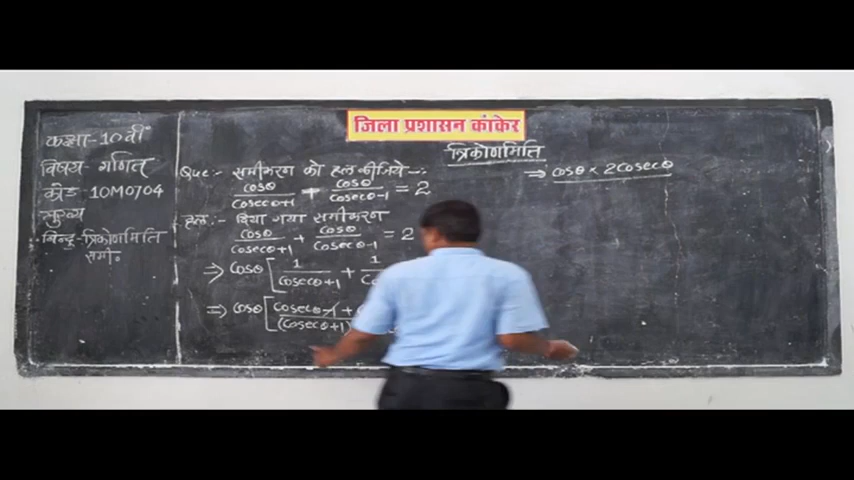 जिला प्रशासन कांकेर
कक्षा-10वीं
विषय- गणित
कोड- 10M0704
मुख्य
बिन्दु-त्रिकोणमिति
समी०
त्रिकोणमिति
Que:- समीकरण को हल कीजिये-:
cosθ/(cosecθ+1) + cosθ/(cosecθ-1) = 2
हल:- दिया गया समीकरण
cosθ/(cosecθ+1) + cosθ/(cosecθ-1) = 2
⇒ cosθ [ 1/(cosecθ+1) + 1/
⇒ cosθ [ cosecθ-1 + / (cosecθ+1)
⇒ cosθ × 2cosecθ